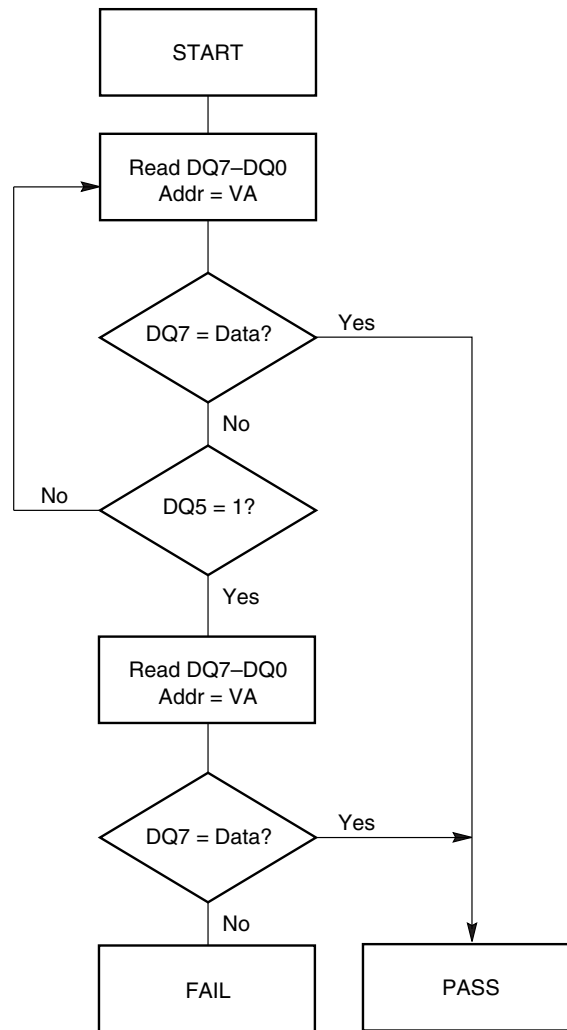 START
Read DQ7–DQ0
Addr = VA
DQ7 = Data?
Yes
No
No
DQ5 = 1?
Yes
Read DQ7–DQ0
Addr = VA
DQ7 = Data?
Yes
No
FAIL
PASS